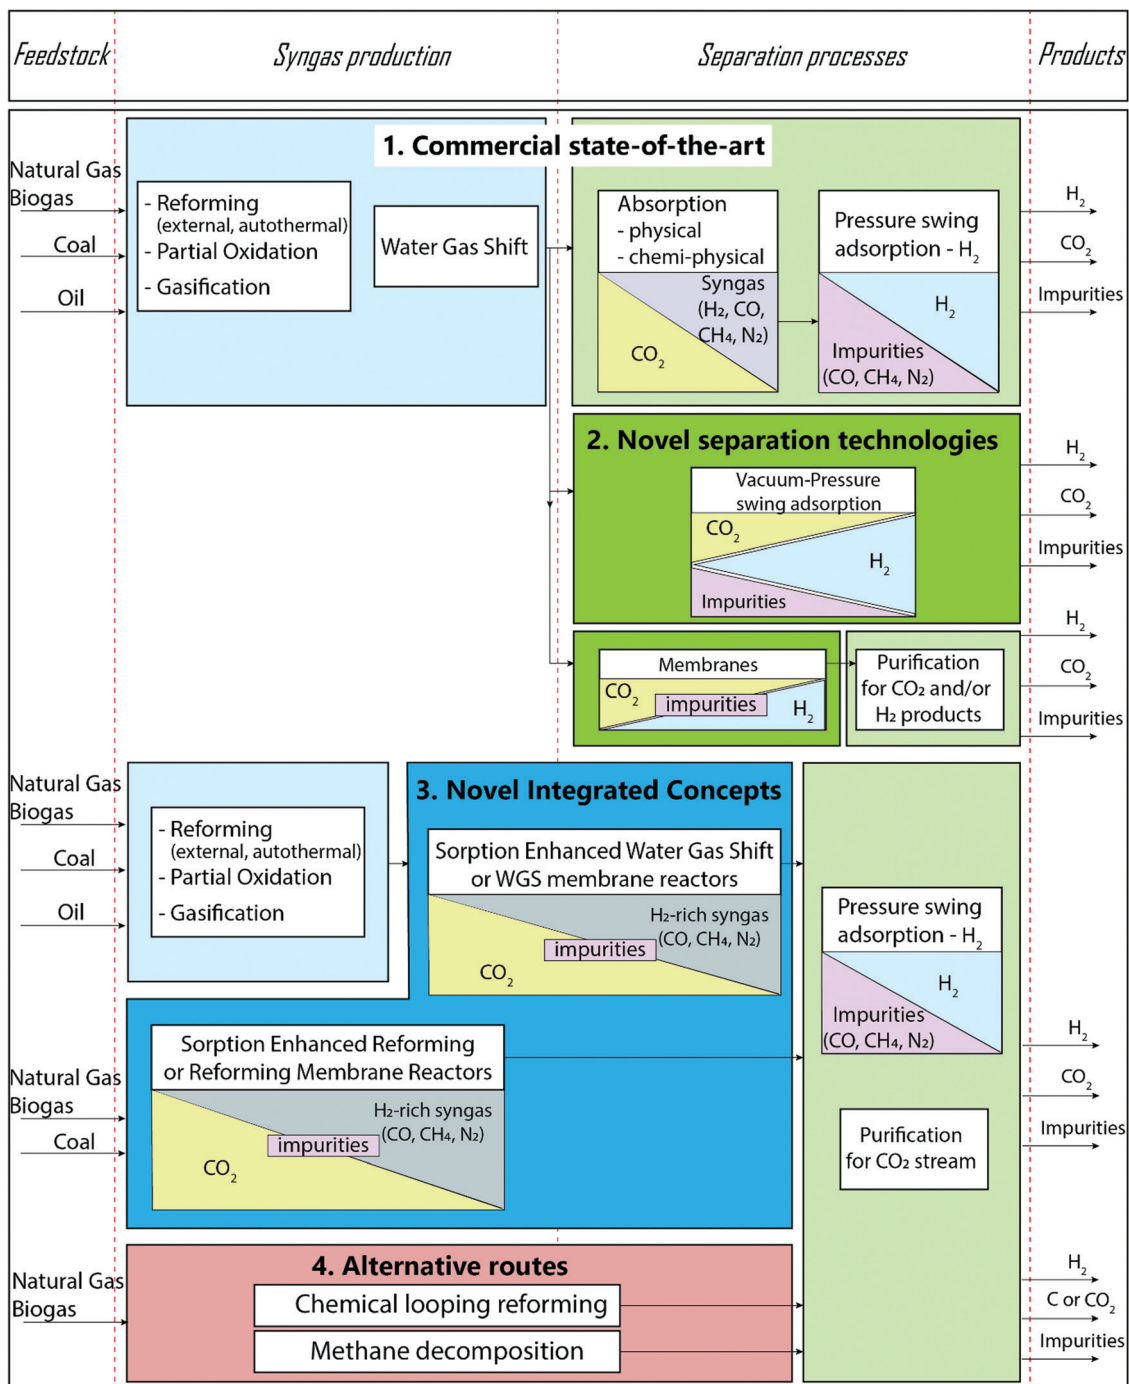 Feedstock
Syngas production
Separation processes
Products
1. Commercial state-of-the-art
Natural Gas
Biogas
Coal
Oil
- Reforming
(external, autothermal)
- Partial Oxidation
- Gasification
Water Gas Shift
Absorption
- physical
- chemi-physical
Syngas
(H₂, CO,
CH₄, N₂)
CO₂
Pressure swing
adsorption - H₂
H₂
Impurities
(CO, CH₄, N₂)
H₂
CO₂
Impurities
2. Novel separation technologies
Vacuum-Pressure
swing adsorption
CO₂
H₂
Impurities
H₂
CO₂
Impurities
Membranes
CO₂
impurities
H₂
Purification
for CO₂ and/or
H₂ products
H₂
CO₂
Impurities
Natural Gas
Biogas
Coal
Oil
- Reforming
(external, autothermal)
- Partial Oxidation
- Gasification
3. Novel Integrated Concepts
Sorption Enhanced Water Gas Shift
or WGS membrane reactors
H₂-rich syngas
(CO, CH₄, N₂)
impurities
CO₂
Pressure swing
adsorption - H₂
H₂
Impurities
(CO, CH₄, N₂)
Natural Gas
Biogas
Coal
Sorption Enhanced Reforming
or Reforming Membrane Reactors
H₂-rich syngas
(CO, CH₄, N₂)
impurities
CO₂
Purification
for CO₂ stream
H₂
CO₂
Impurities
4. Alternative routes
Natural Gas
Biogas
Chemical looping reforming
Methane decomposition
H₂
C or CO₂
Impurities